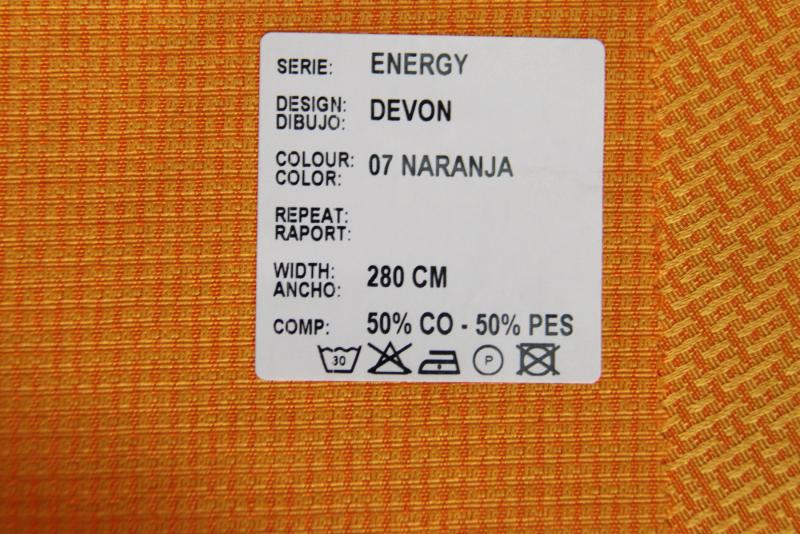 SERIE: ENERGY
DESIGN: DEVON
DIBUJO:
COLOUR: 07 NARANJA
COLOR:
REPEAT:
RAPORT:
WIDTH: 280 CM
ANCHO:
COMP: 50% CO - 50% PES
30 P